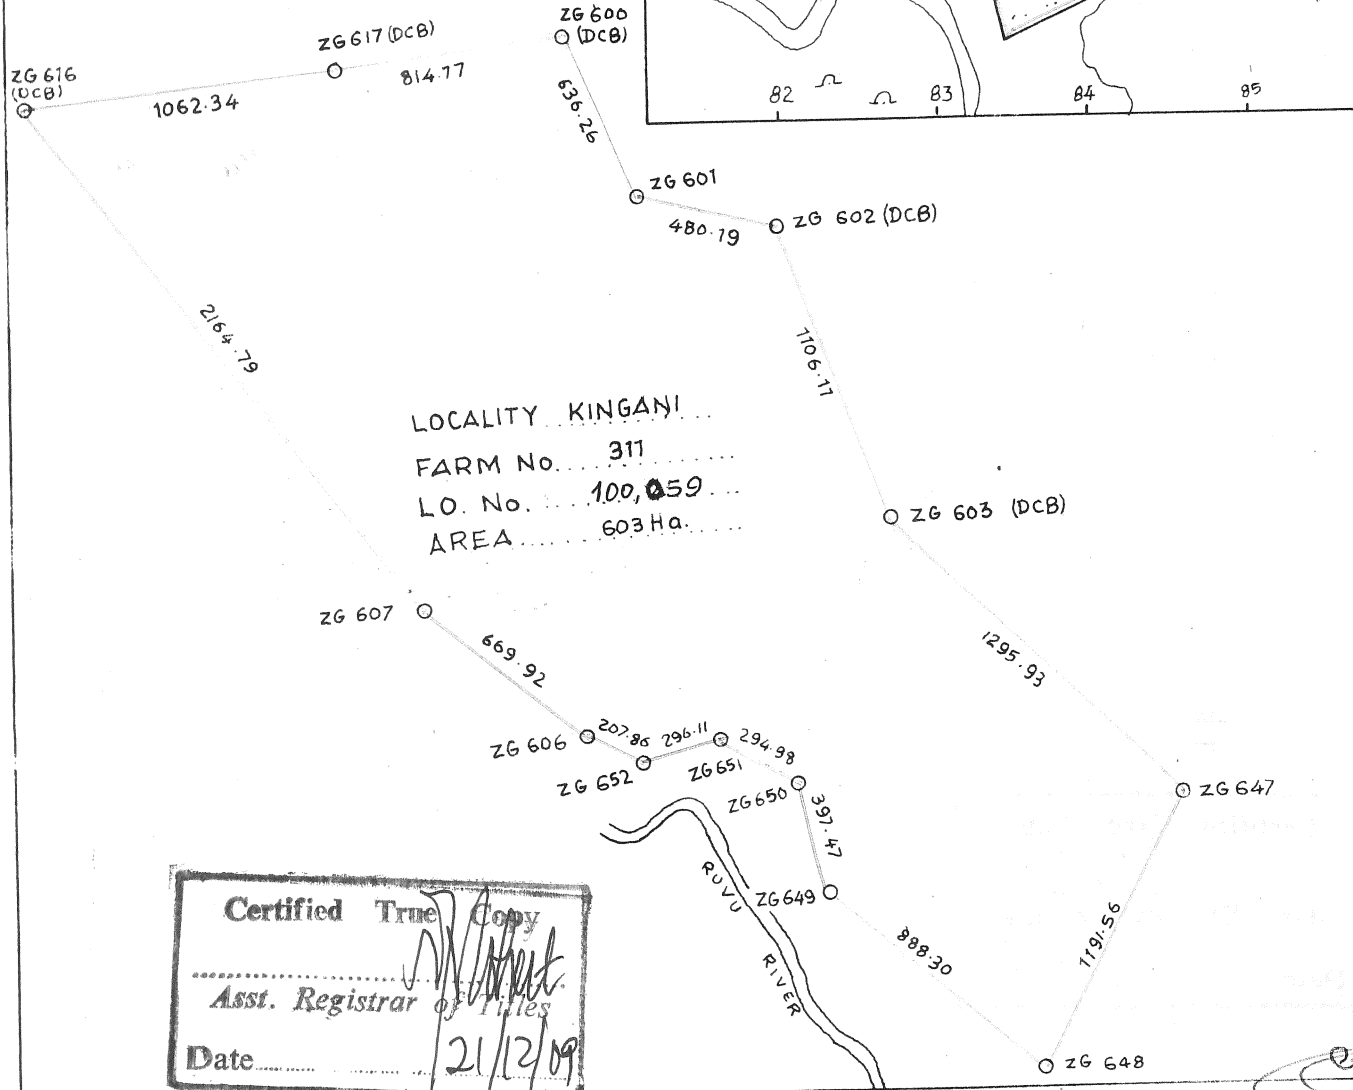 ZG 600
(DCB)
ZG 617 (DCB)
ZG 616
(DCB)
1062.34
814.77
636.26
82
83
84
85
ZG 601
480.19
ZG 602 (DCB)
2164.79
1106.17
LOCALITY KINGANI
FARM No. 311
LO. No. 100,059
AREA 603 Ha.
ZG 603 (DCB)
ZG 607
669.92
1295.93
ZG 606
207.86
296.11
294.98
ZG 652
ZG 651
ZG 650
397.47
ZG 647
RUVU
RIVER
ZG 649
888.30
1191.56
ZG 648
Certified True Copy
Asst. Registrar of Titles
Date 21/12/09